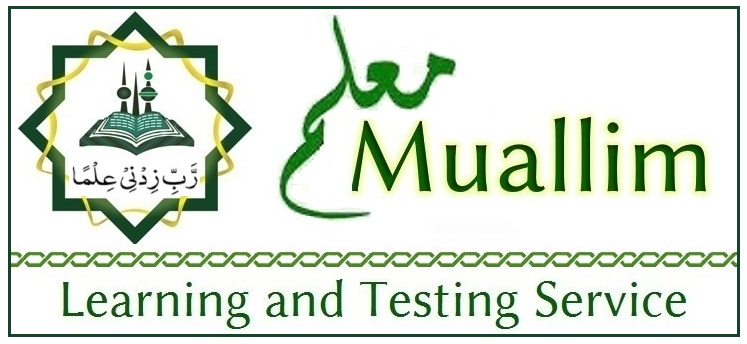 رَّبِّ زِدْنِيْ عِلْمًا
معلم
Muallim
Learning and Testing Service